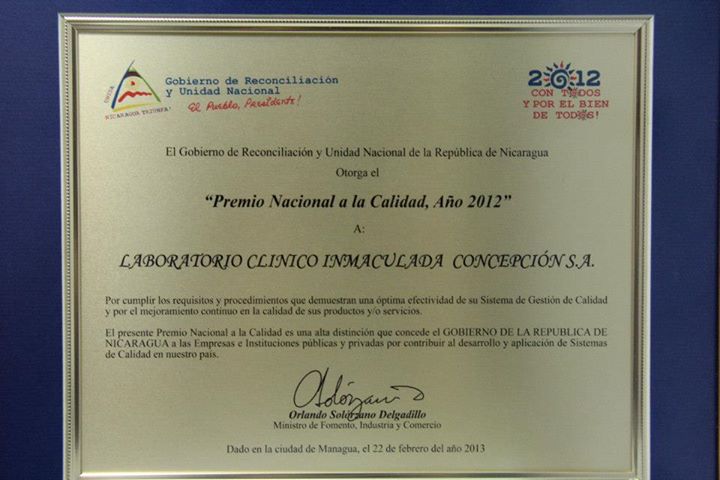 Gobierno de Reconciliación
y Unidad Nacional
El Pueblo, Presidente!
UNIDA
NICARAGUA TRIUNFA!
2012
CON TODOS
Y POR EL BIEN
DE TODOS!
El Gobierno de Reconciliación y Unidad Nacional de la República de Nicaragua
Otorga el
“Premio Nacional a la Calidad, Año 2012”
A:
LABORATORIO CLINICO INMACULADA CONCEPCIÓN S.A.
Por cumplir los requisitos y procedimientos que demuestran una óptima efectividad de su Sistema de Gestión de Calidad
y por el mejoramiento continuo en la calidad de sus productos y/o servicios.
El presente Premio Nacional a la Calidad es una alta distinción que concede el GOBIERNO DE LA REPUBLICA DE
NICARAGUA a las Empresas e Instituciones públicas y privadas por contribuir al desarrollo y aplicación de Sistemas
de Calidad en nuestro país.
Orlando Solórzano Delgadillo
Ministro de Fomento, Industria y Comercio
Dado en la ciudad de Managua, el 22 de febrero del año 2013